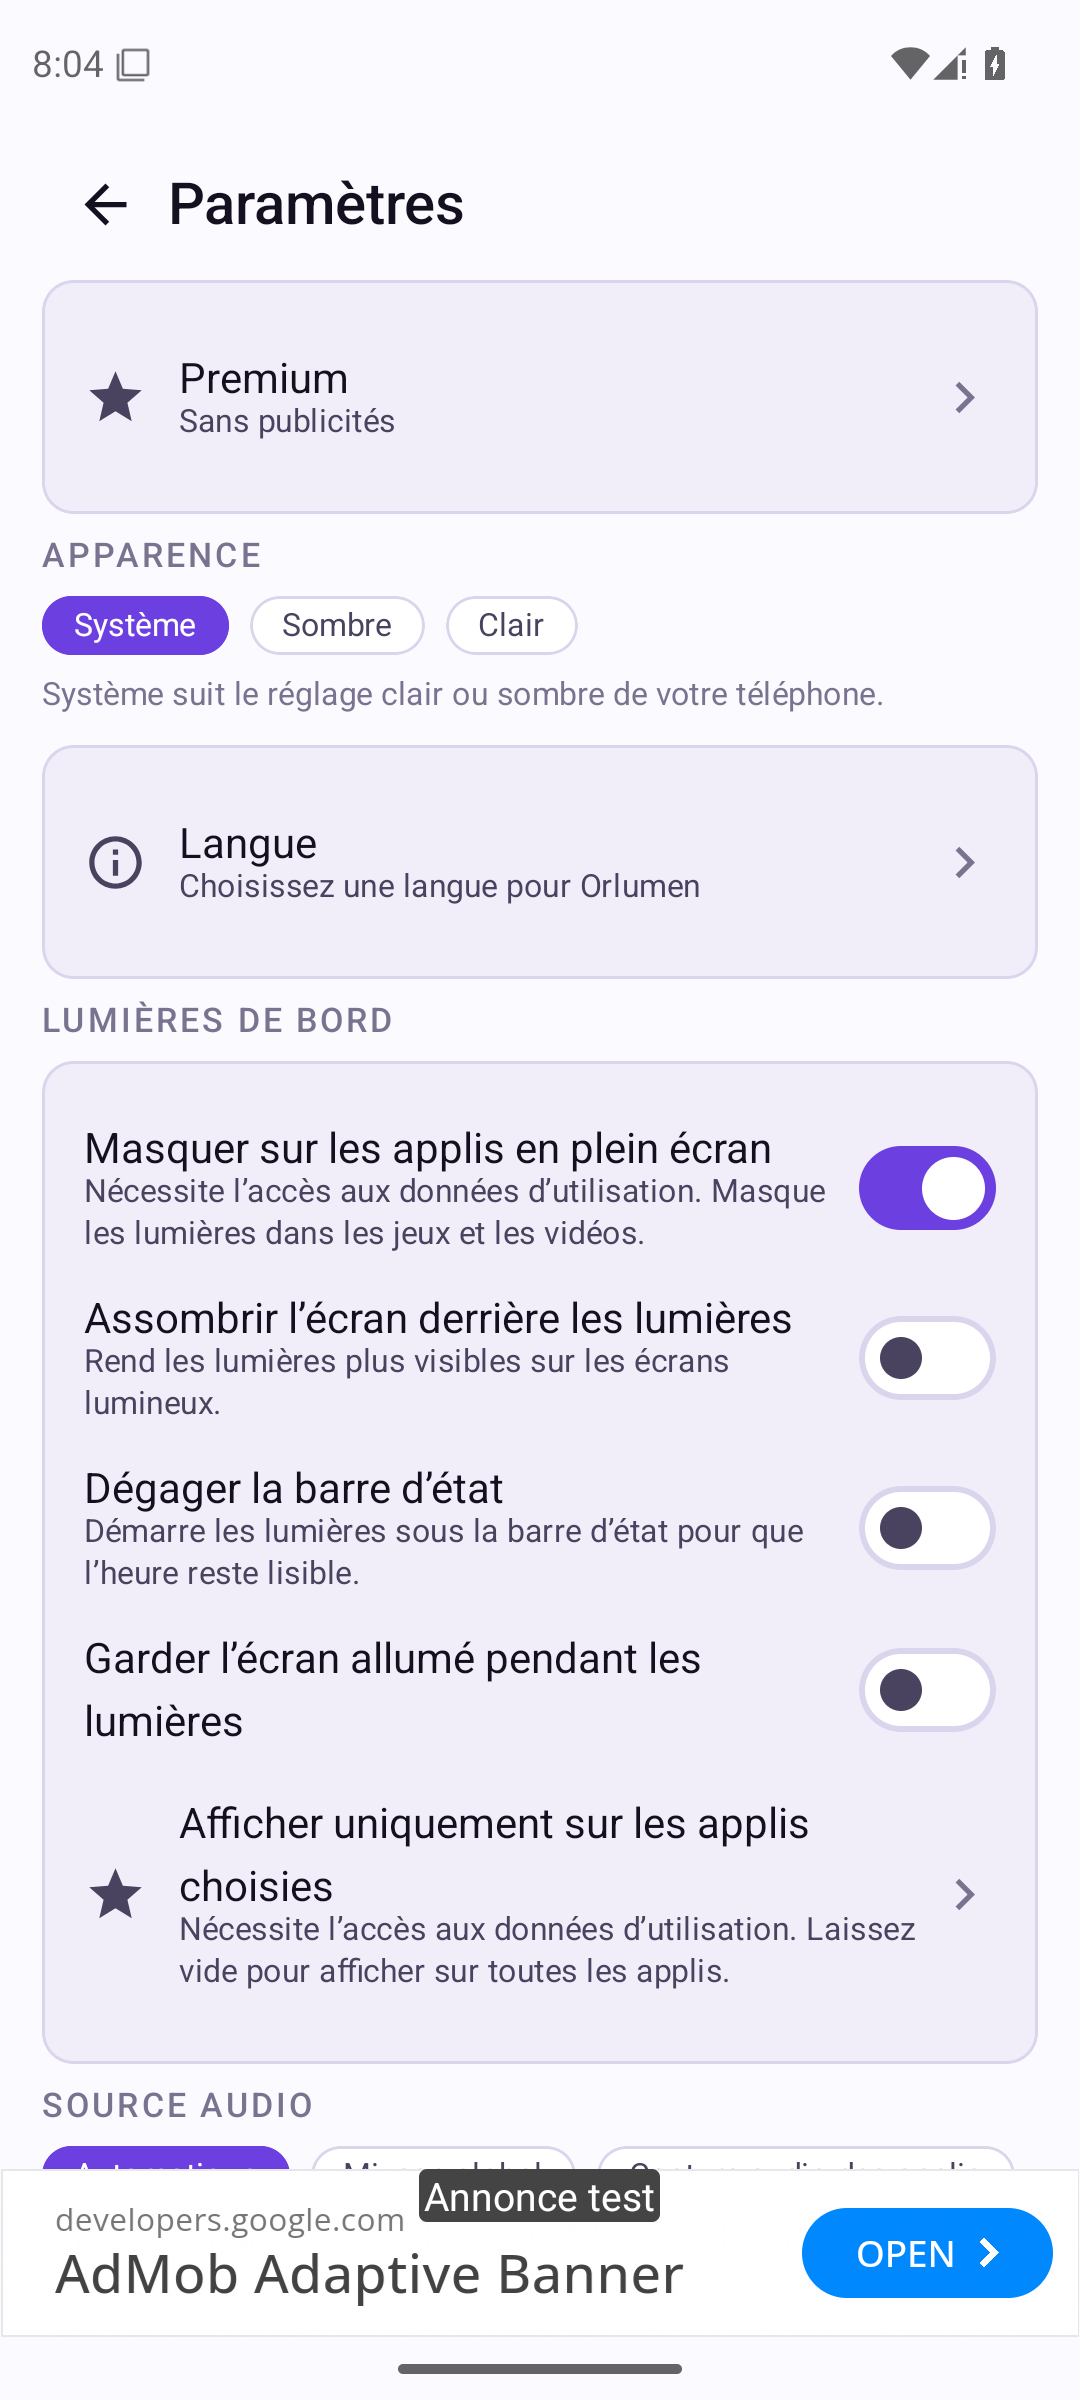 8:04
Paramètres
Premium
Sans publicités
APPARENCE
Système
Sombre
Clair
Système suit le réglage clair ou sombre de votre téléphone.
Langue
Choisissez une langue pour Orlumen
LUMIÈRES DE BORD
Masquer sur les applis en plein écran
Nécessite l’accès aux données d’utilisation. Masque
les lumières dans les jeux et les vidéos.
Assombrir l’écran derrière les lumières
Rend les lumières plus visibles sur les écrans
lumineux.
Dégager la barre d’état
Démarre les lumières sous la barre d’état pour que
l’heure reste lisible.
Garder l’écran allumé pendant les
lumières
Afficher uniquement sur les applis
choisies
Nécessite l’accès aux données d’utilisation. Laissez
vide pour afficher sur toutes les applis.
SOURCE AUDIO
Annonce test
developers.google.com
AdMob Adaptive Banner
OPEN